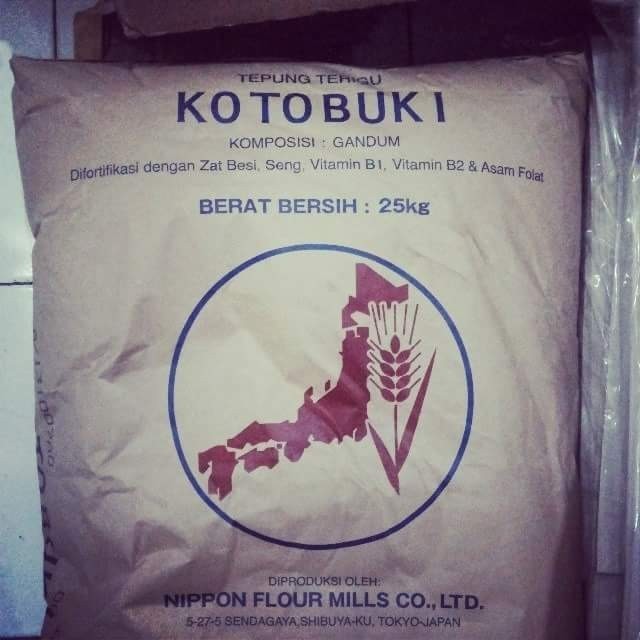 TEPUNG TERIGU
KOTOBUKI
KOMPOSISI : GANDUM
Difortifikasi dengan Zat Besi, Seng, Vitamin B1, Vitamin B2 & Asam Folat
BERAT BERSIH : 25kg
DIPRODUKSI OLEH:
NIPPON FLOUR MILLS CO., LTD.
5-27-5 SENDAGAYA, SHIBUYA-KU, TOKYO-JAPAN